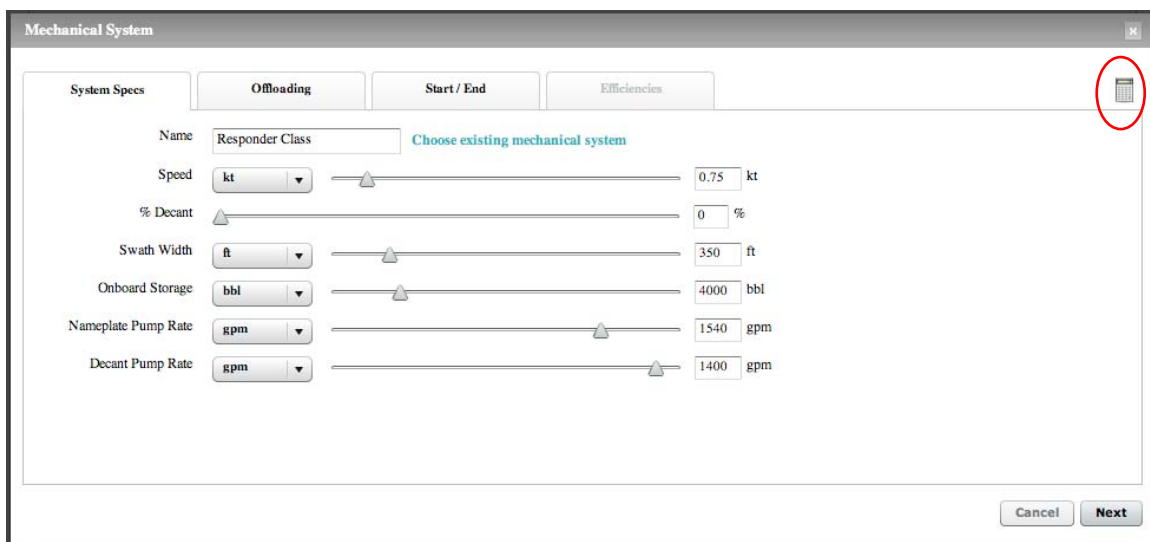 Mechanical System
System Specs Offloading Start / End Efficiencies
Name Responder Class Choose existing mechanical system
Speed kt 0.75 kt
% Decant 0 %
Swath Width ft 350 ft
Onboard Storage bbl 4000 bbl
Nameplate Pump Rate gpm 1540 gpm
Decant Pump Rate gpm 1400 gpm
Cancel Next